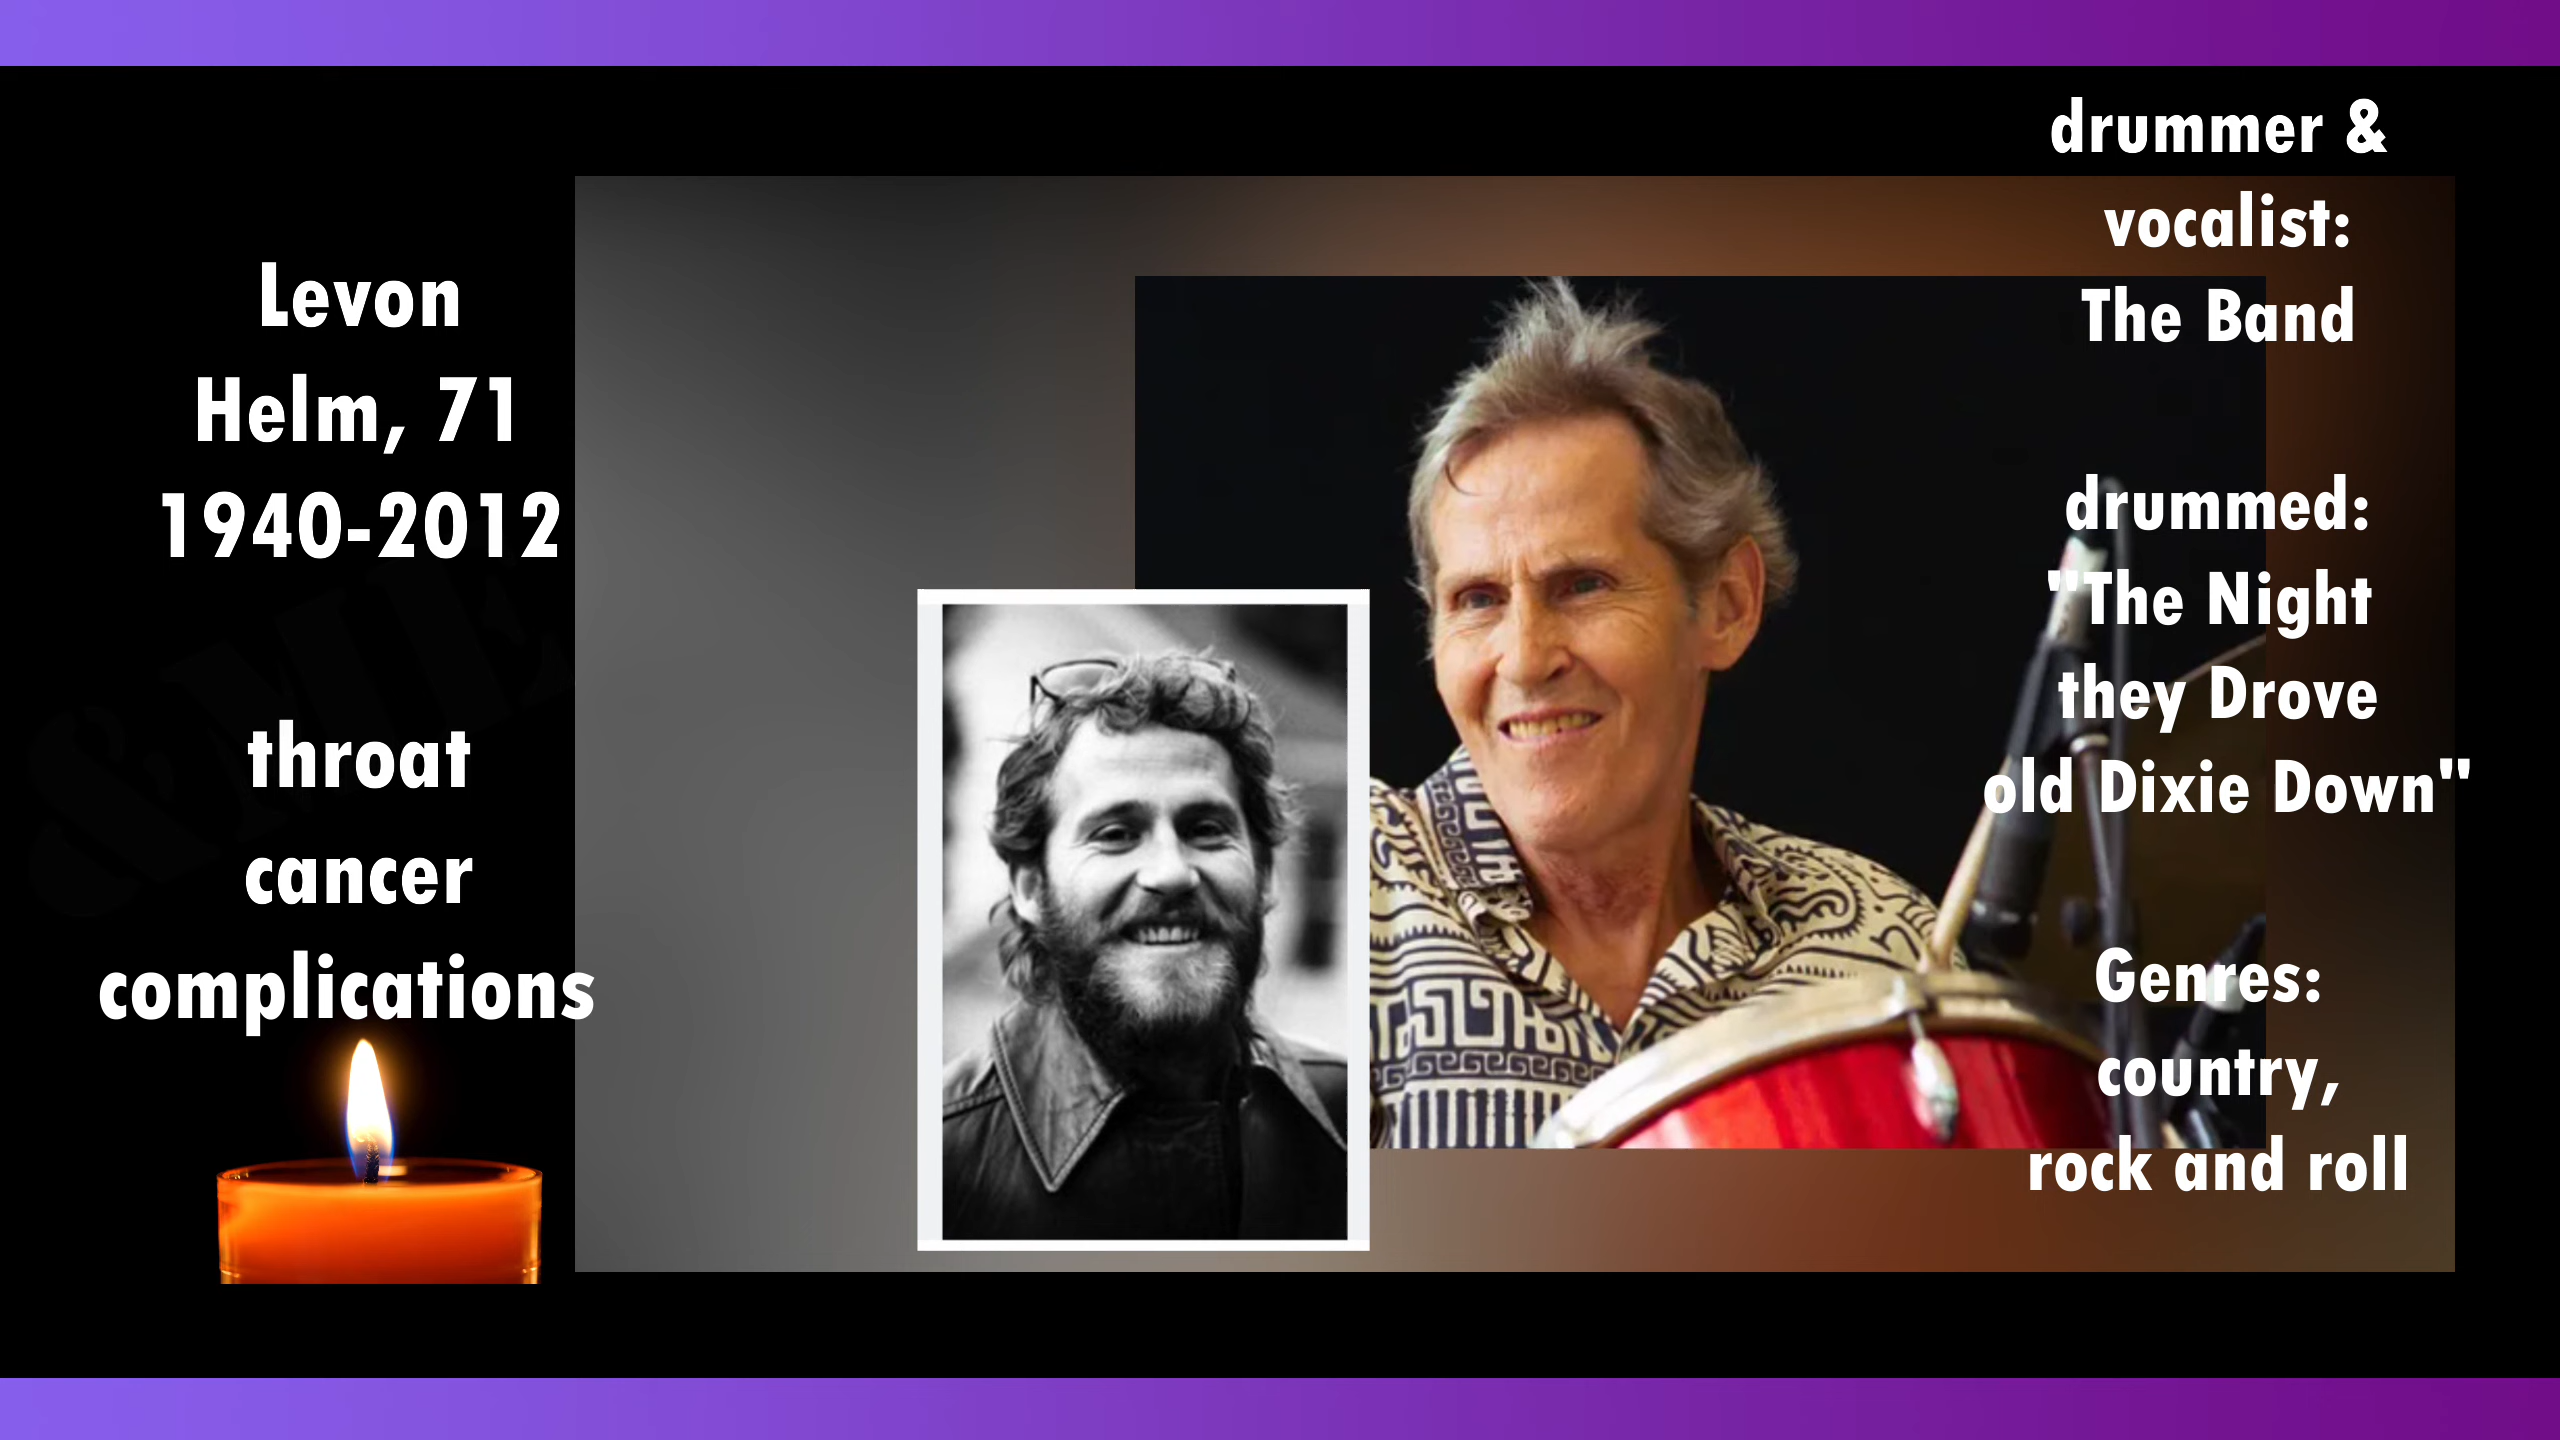 Levon
Helm, 71
1940-2012
throat
cancer
complications
drummer &
vocalist:
The Band
drummed:
"The Night
they Drove
old Dixie Down"
Genres:
country,
rock and roll
&ME